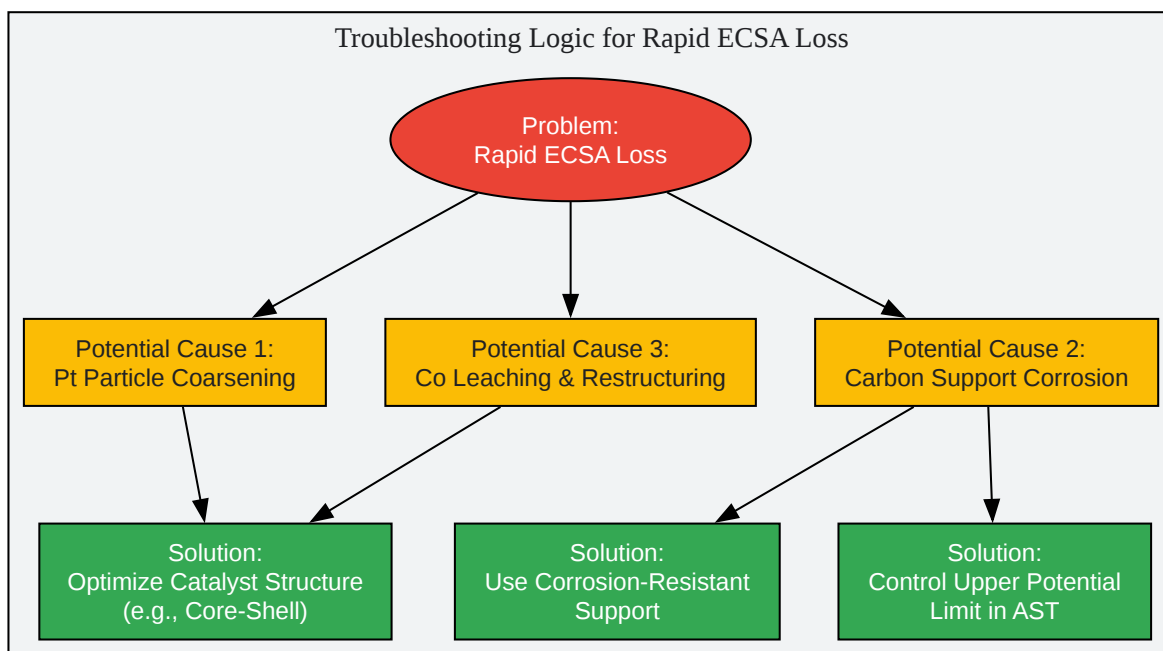 Troubleshooting Logic for Rapid ECSA Loss
Problem:
Rapid ECSA Loss
Potential Cause 1:
Pt Particle Coarsening
Potential Cause 3:
Co Leaching & Restructuring
Potential Cause 2:
Carbon Support Corrosion
Solution:
Optimize Catalyst Structure
(e.g., Core-Shell)
Solution:
Use Corrosion-Resistant
Support
Solution:
Control Upper Potential
Limit in AST